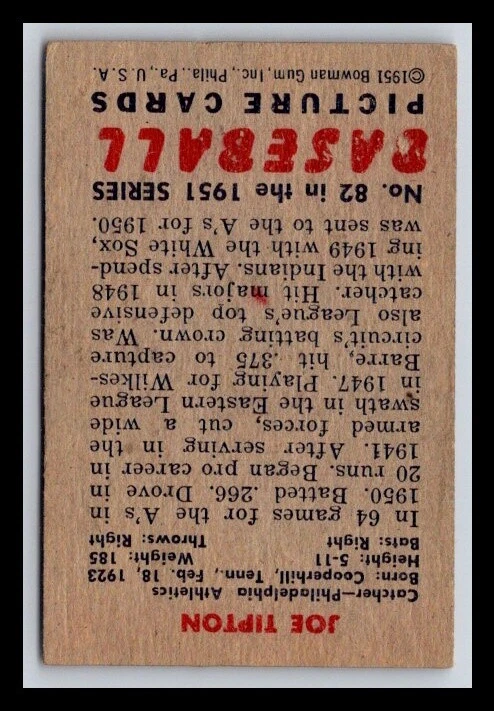 JOE TIPTON
Catcher—Philadelphia Athletics
Born: Cooperhill, Tenn., Feb. 18, 1923
Height: 5-11 Weight: 185
Bats: Right Throws: Right
In 64 games for the A's in
1950. Batted .266. Drove in
20 runs. Began pro career in
1941. After serving in the
armed forces, cut a wide
swath in the Eastern League
in 1947. Playing for Wilkes-
Barre, hit .375 to capture
circuit's batting crown. Was
also League's top defensive
catcher. Hit majors in 1948
with the Indians. After spend-
ing 1949 with the White Sox,
was sent to the A's for 1950.
No. 82 in the 1951 SERIES
BASEBALL
PICTURE CARDS
©1951 Bowman Gum, Inc., Phila., Pa., U.S.A.